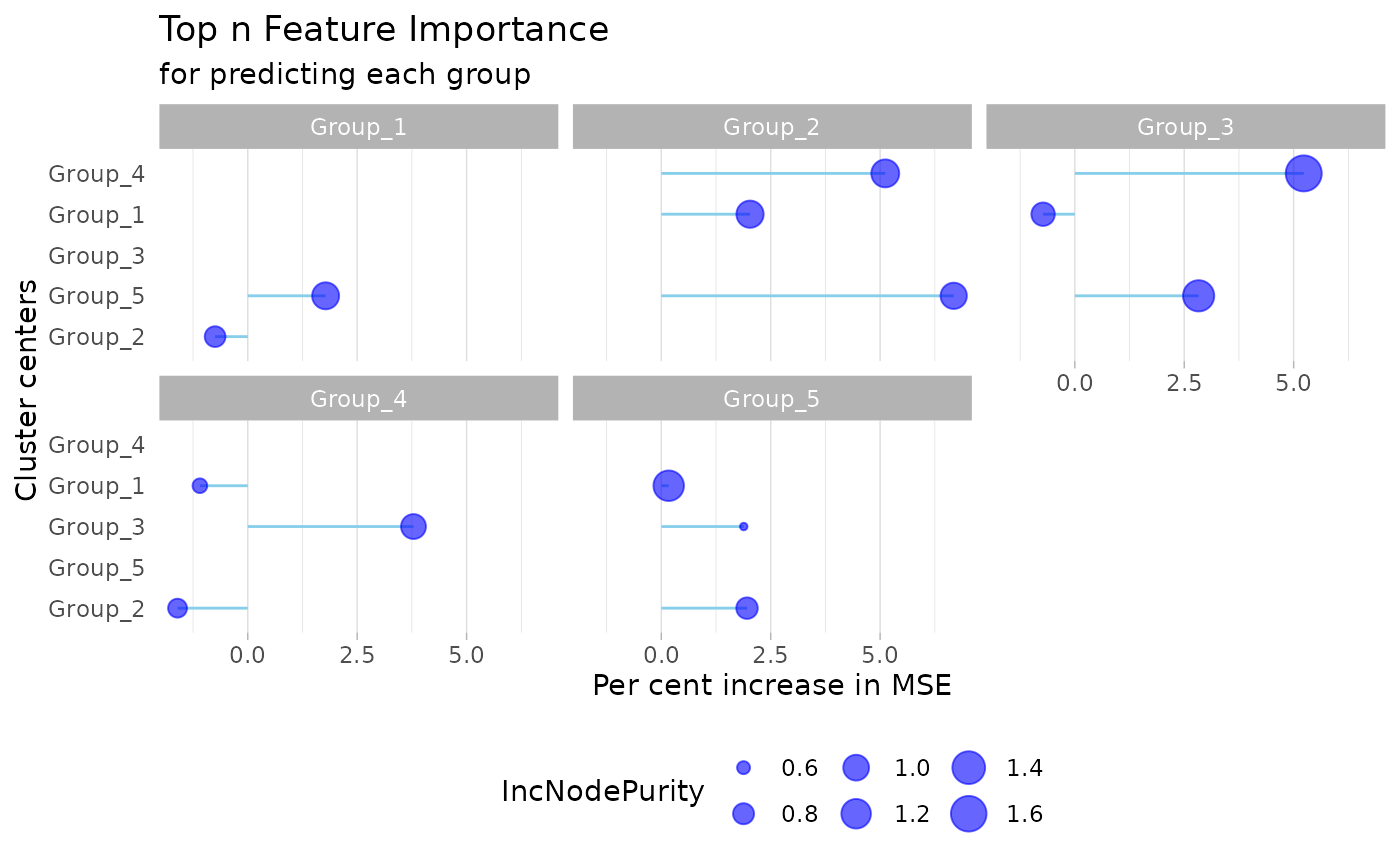 Top n Feature Importance
for predicting each group
Group_1 Group_2 Group_3
Group_4
Group_1
Group_3
Group_5
Group_2
0.0 2.5 5.0
Group_4 Group_5
Group_4
Group_1
Group_3
Group_5
Group_2
0.0 2.5 5.0 0.0 2.5 5.0
Cluster centers
Per cent increase in MSE
IncNodePurity
0.6 1.0 1.4
0.8 1.2 1.6